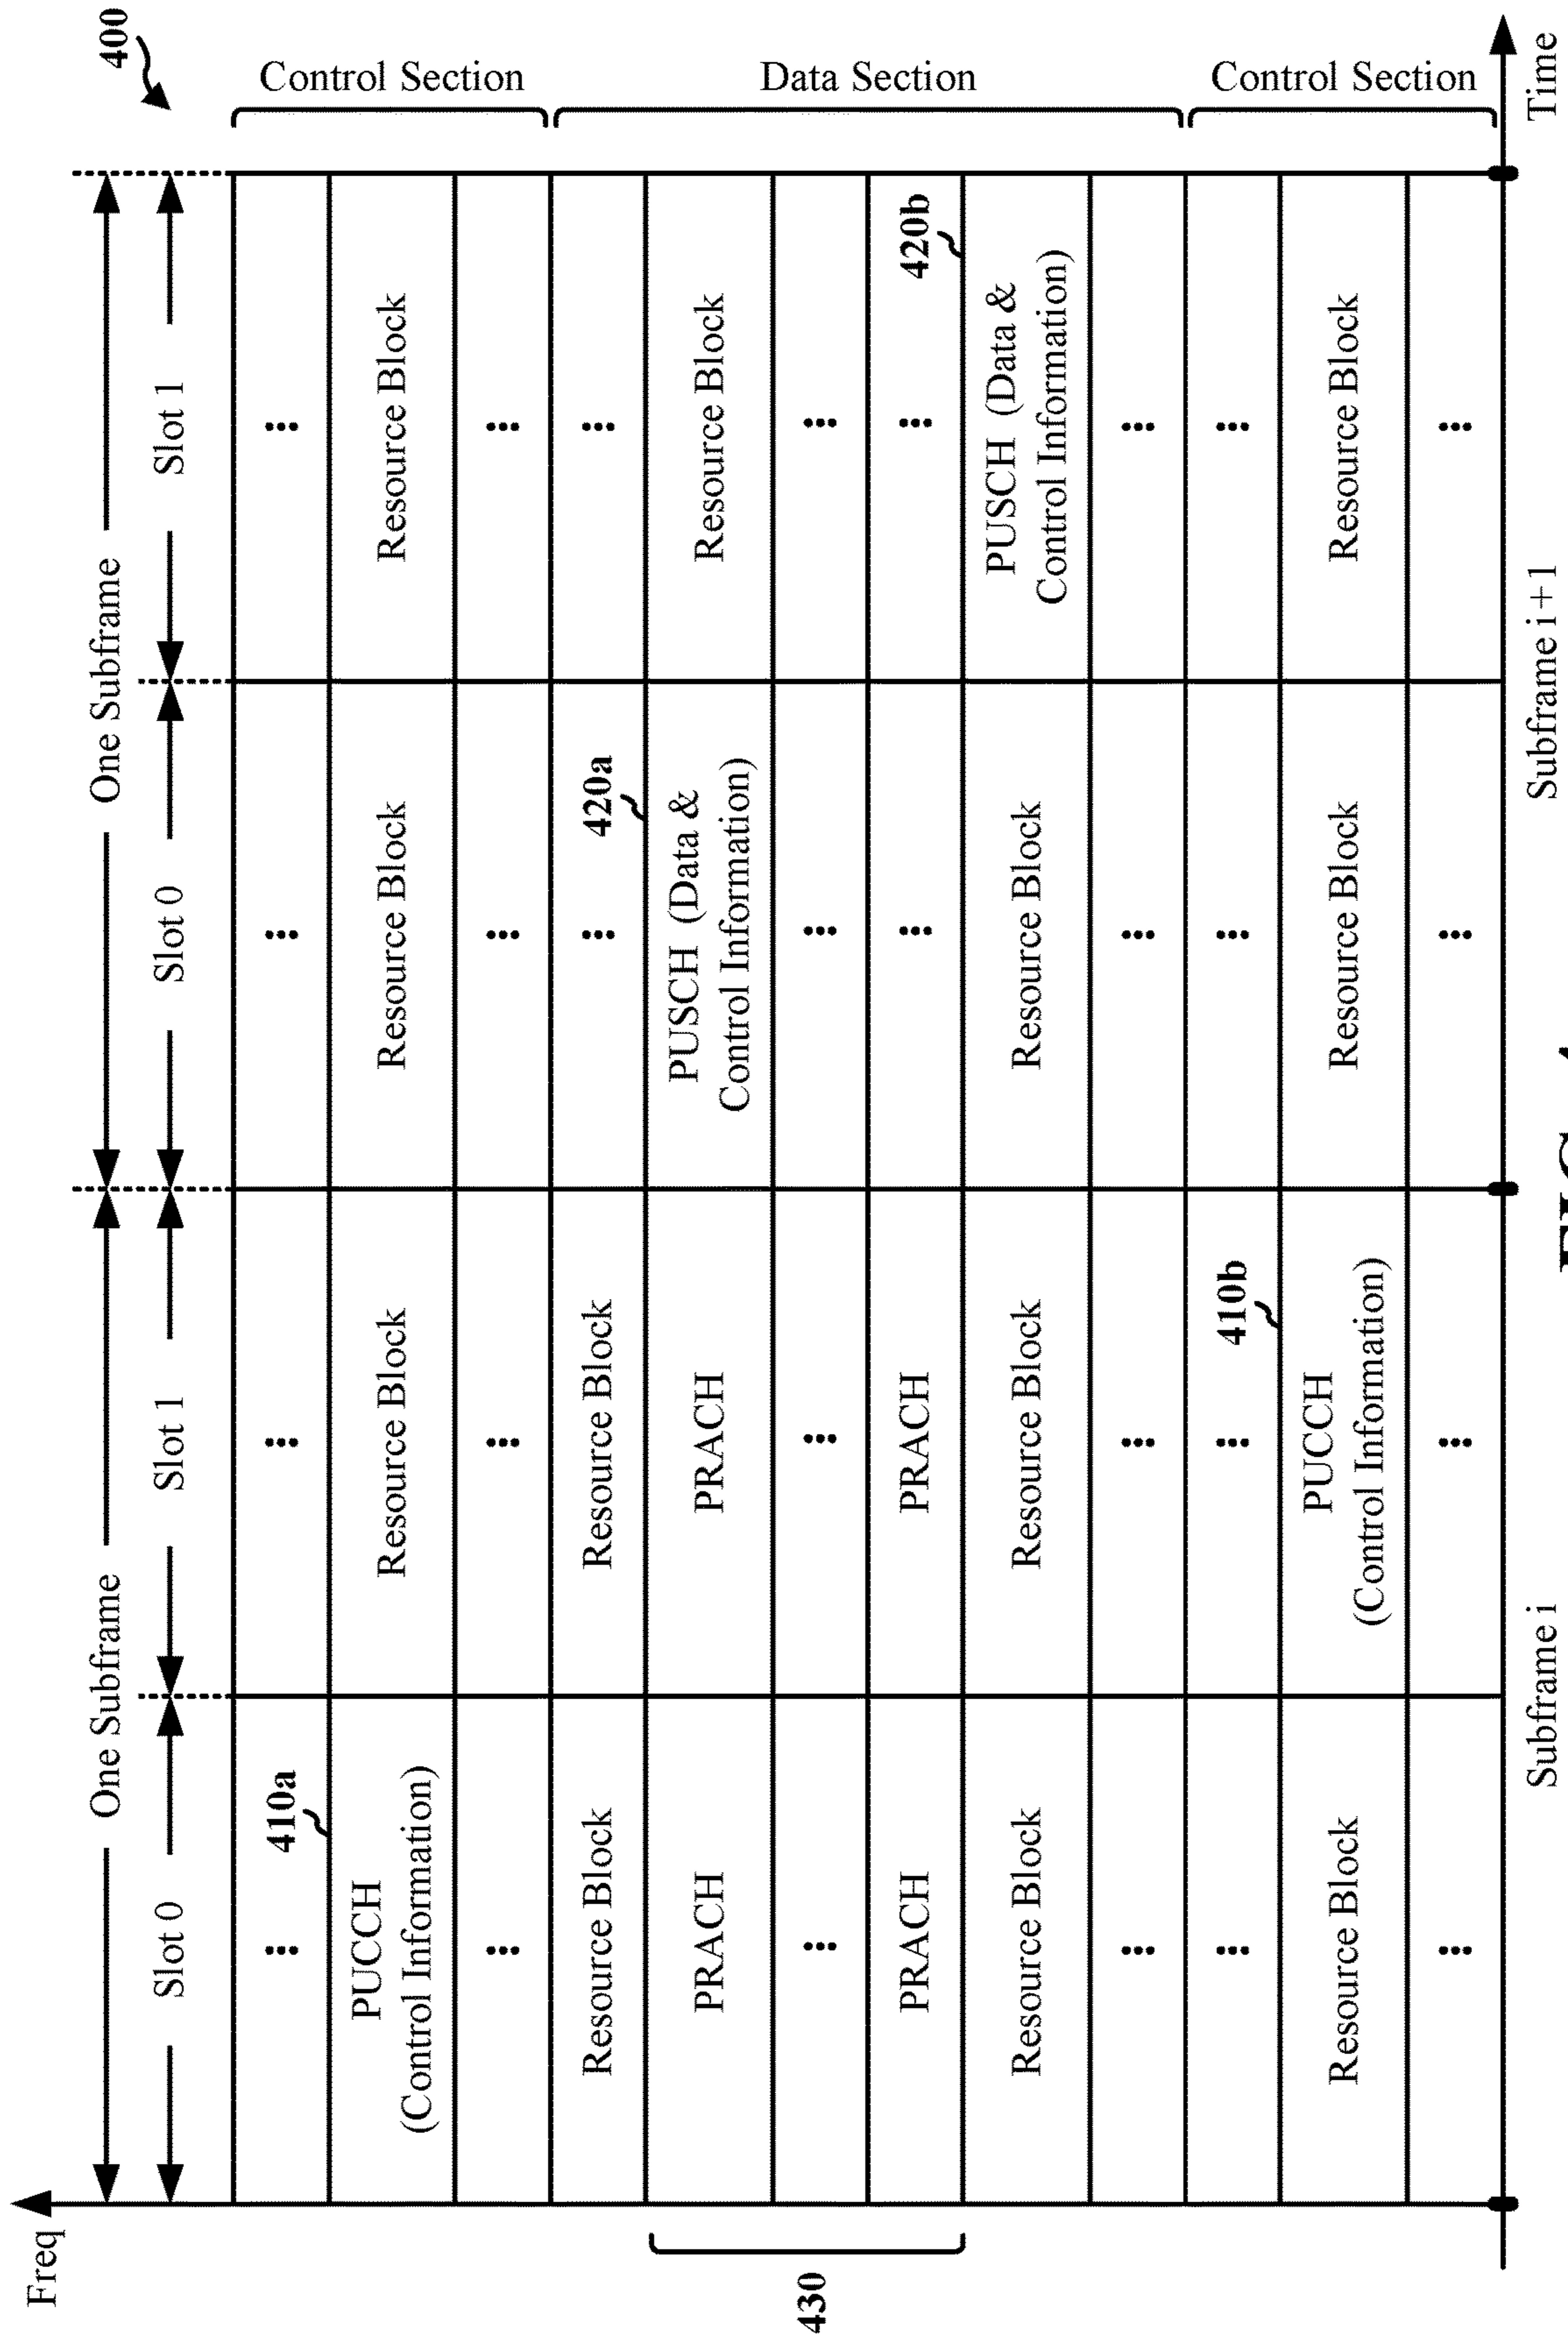 Freq
400
One Subframe
One Subframe
Slot 0
Slot 1
Slot 0
Slot 1
Control Section
410a
PUCCH
(Control Information)
Resource Block
Resource Block
Resource Block
Data Section
Resource Block
Resource Block
420a
430
PRACH
PRACH
PUSCH (Data &
Control Information)
Resource Block
PRACH
PRACH
420b
Resource Block
Resource Block
Resource Block
PUSCH (Data &
Control Information)
Control Section
410b
Resource Block
PUCCH
(Control Information)
Resource Block
Resource Block
Subframe i
Subframe i + 1
Time